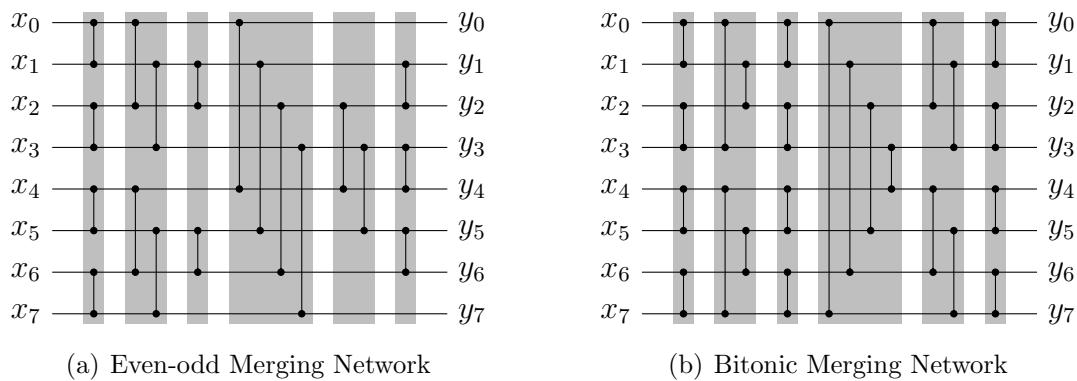 x0 y0 x0 y0
x1 y1 x1 y1
x2 y2 x2 y2
x3 y3 x3 y3
x4 y4 x4 y4
x5 y5 x5 y5
x6 y6 x6 y6
x7 y7 x7 y7
(a) Even-odd Merging Network (b) Bitonic Merging Network